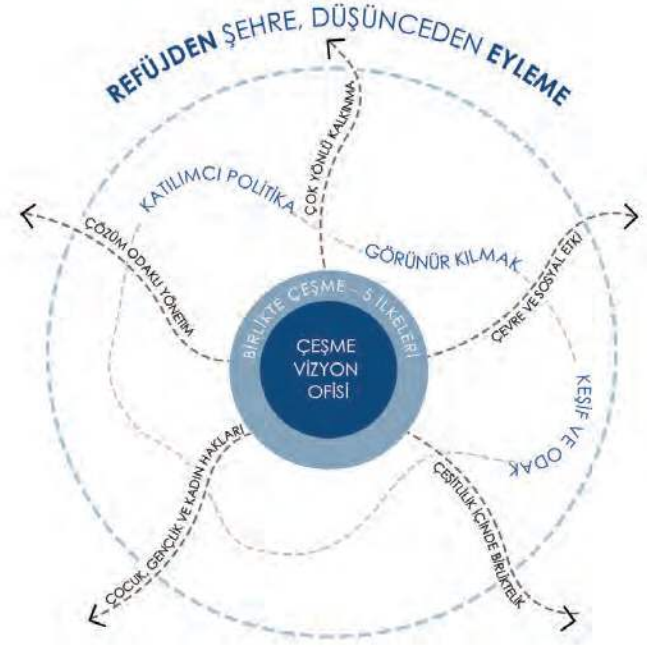 REFÜJDEN ŞEHRE, DÜŞÜNCEDEN EYLEME
ÇOK YÖNLÜ KALKINMA
KATILIMCI POLİTİKA
GÖRÜNÜR KILMAK
ÇÖZÜM ODAKLI YÖNETİM
ÇEVRE VE SOSYAL ETKİ
BİRLİKTE ÇEŞME – 5 İLKELERİ
ÇEŞME
VİZYON
OFİSİ
KEŞİF VE ODAK
ÇOCUK, GENÇLİK VE KADIN HAKLARI
ÇEŞİTLİLİK İÇİNDE BİRLİKTELİK